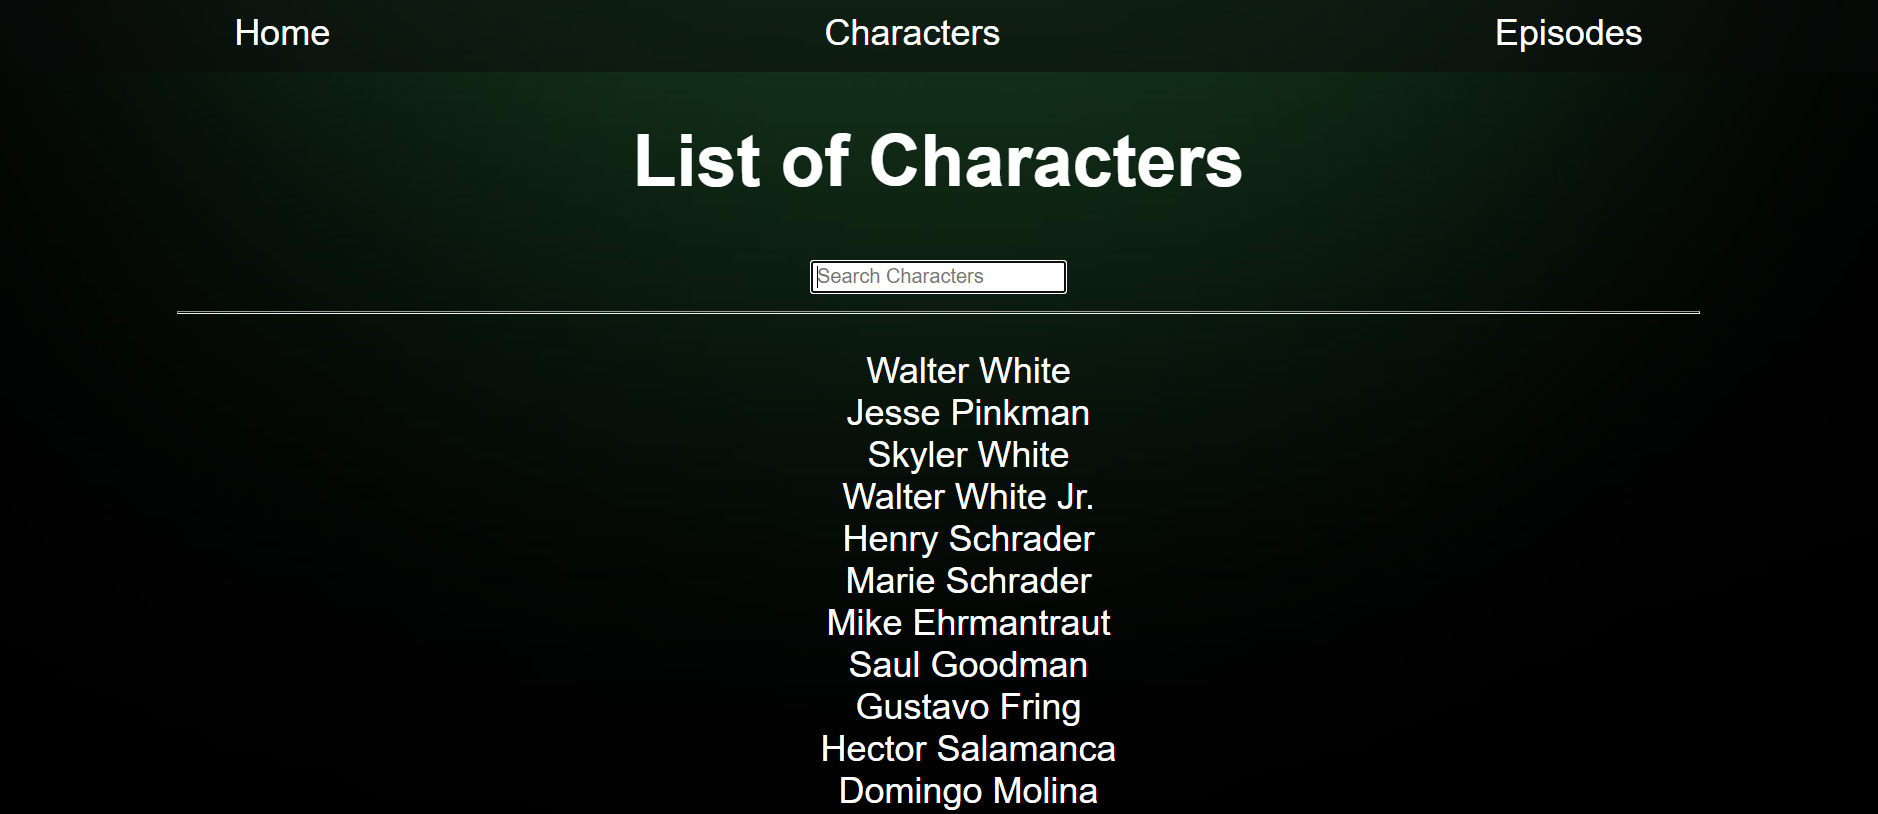 Home Characters Episodes
List of Characters
Search Characters
Walter White
Jesse Pinkman
Skyler White
Walter White Jr.
Henry Schrader
Marie Schrader
Mike Ehrmantraut
Saul Goodman
Gustavo Fring
Hector Salamanca
Domingo Molina